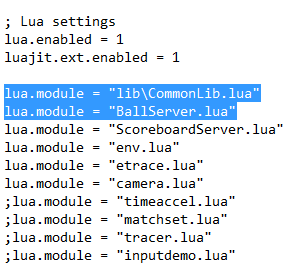 ; Lua settings
lua.enabled = 1
luajit.ext.enabled = 1
lua.module = "lib\CommonLib.lua"
lua.module = "BallServer.lua"
lua.module = "ScoreboardServer.lua"
lua.module = "env.lua"
lua.module = "etrace.lua"
lua.module = "camera.lua"
;lua.module = "timeaccel.lua"
;lua.module = "matchset.lua"
;lua.module = "tracer.lua"
;lua.module = "inputdemo.lua"